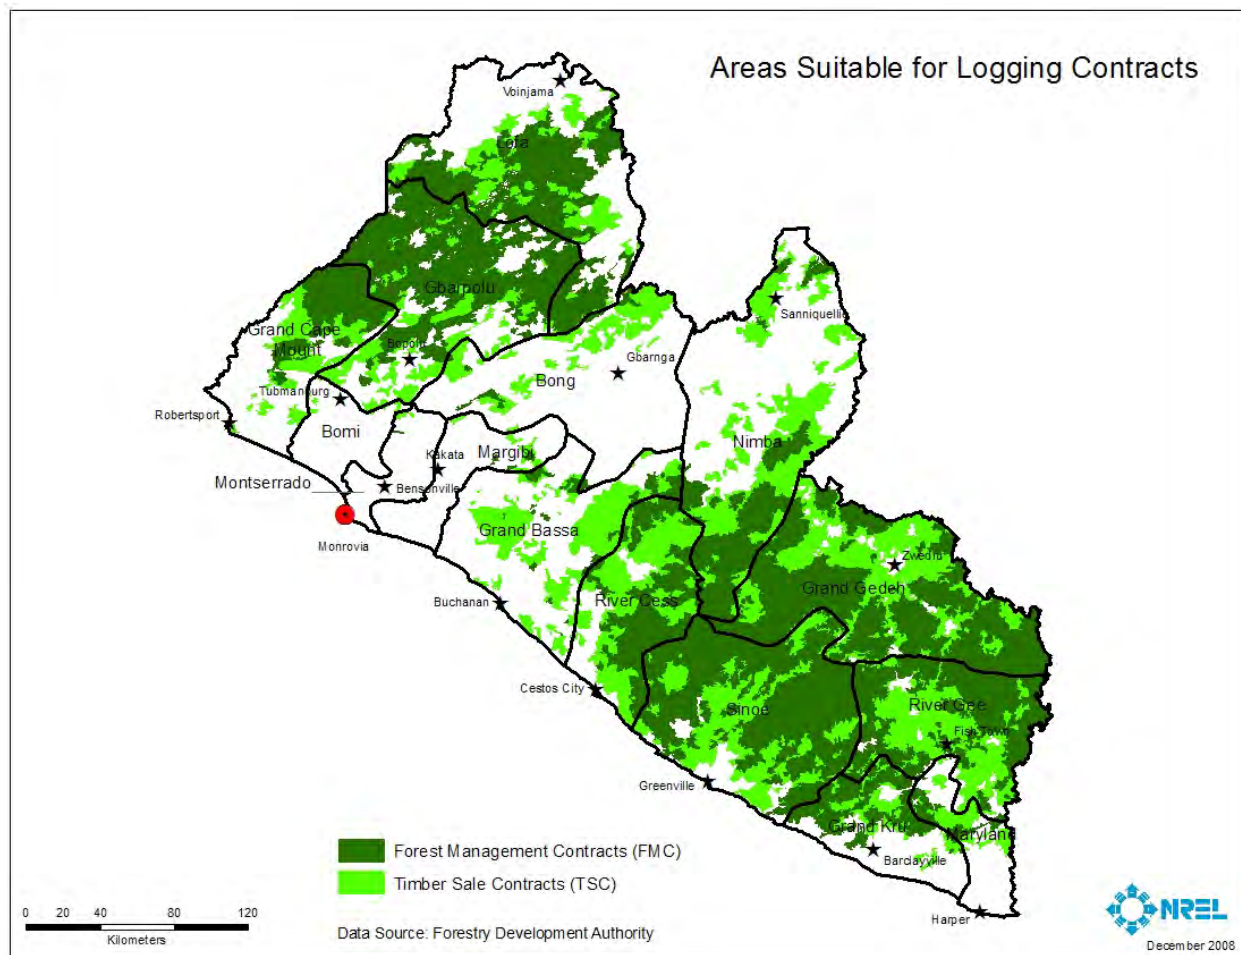 Areas Suitable for Logging Contracts
Voinjama
Lofa
Gbarpolu
Sanniquellie
Grand Cape
Mount
Bopolu
Gbarnga
Bong
Tubmanburg
Robertsport
Bomi
Nimba
Kakata
Margibi
Montserrado
Bensonville
Grand Bassa
Monrovia
Zwedru
Grand Gedeh
Buchanan
River Cess
Cestos City
Sinoe
River Gee
Fish Town
Greenville
Grand Kru
Maryland
Barclayville
Harper
Forest Management Contracts (FMC)
Timber Sale Contracts (TSC)
0 20 40 80 120
Kilometers
Data Source: Forestry Development Authority
NREL
December 2008